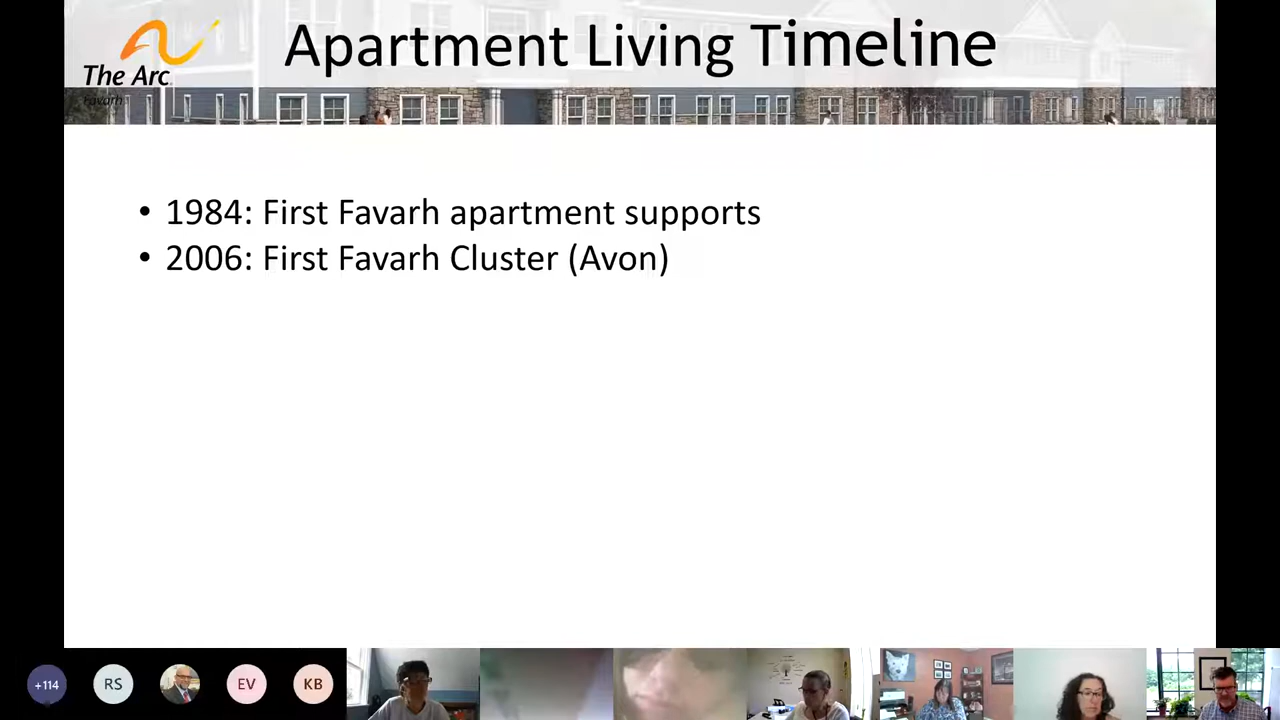 Apartment Living Timeline
The Arc
Favarh
• 1984: First Favarh apartment supports
• 2006: First Favarh Cluster (Avon)
+114
RS
EV
KB